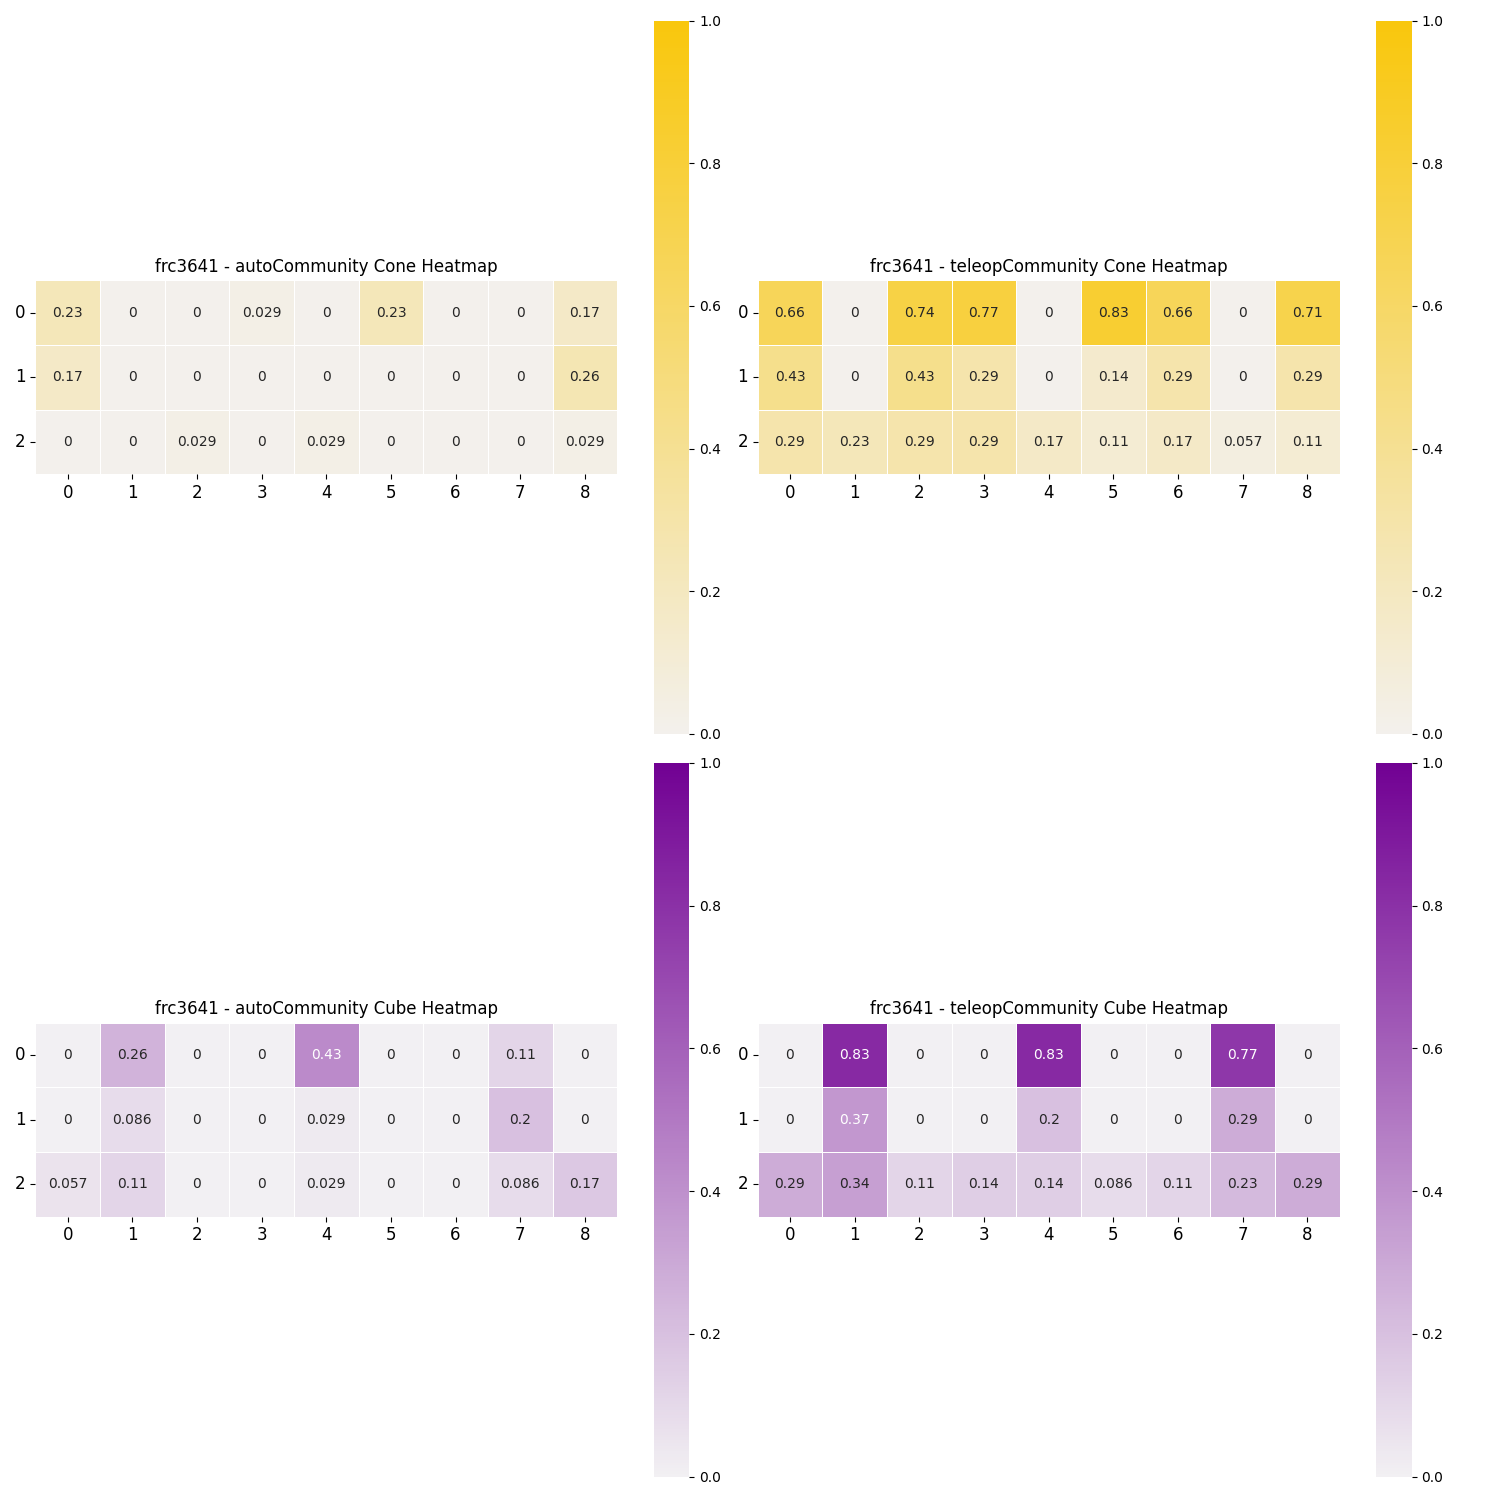 frc3641 - autoCommunity Cone Heatmap
0 0.23 0 0 0.029 0 0.23 0 0 0.17
1 0.17 0 0 0 0 0 0 0 0.26
2 0 0 0.029 0 0.029 0 0 0 0.029
0 1 2 3 4 5 6 7 8
1.0
0.8
0.6
0.4
0.2
0.0
frc3641 - teleopCommunity Cone Heatmap
0 0.66 0 0.74 0.77 0 0.83 0.66 0 0.71
1 0.43 0 0.43 0.29 0 0.14 0.29 0 0.29
2 0.29 0.23 0.29 0.29 0.17 0.11 0.17 0.057 0.11
0 1 2 3 4 5 6 7 8
1.0
0.8
0.6
0.4
0.2
0.0
frc3641 - autoCommunity Cube Heatmap
0 0 0.26 0 0 0.43 0 0 0.11 0
1 0 0.086 0 0 0.029 0 0 0.2 0
2 0.057 0.11 0 0 0.029 0 0 0.086 0.17
0 1 2 3 4 5 6 7 8
1.0
0.8
0.6
0.4
0.2
0.0
frc3641 - teleopCommunity Cube Heatmap
0 0 0.83 0 0 0.83 0 0 0.77 0
1 0 0.37 0 0 0.2 0 0 0.29 0
2 0.29 0.34 0.11 0.14 0.14 0.086 0.11 0.23 0.29
0 1 2 3 4 5 6 7 8
1.0
0.8
0.6
0.4
0.2
0.0